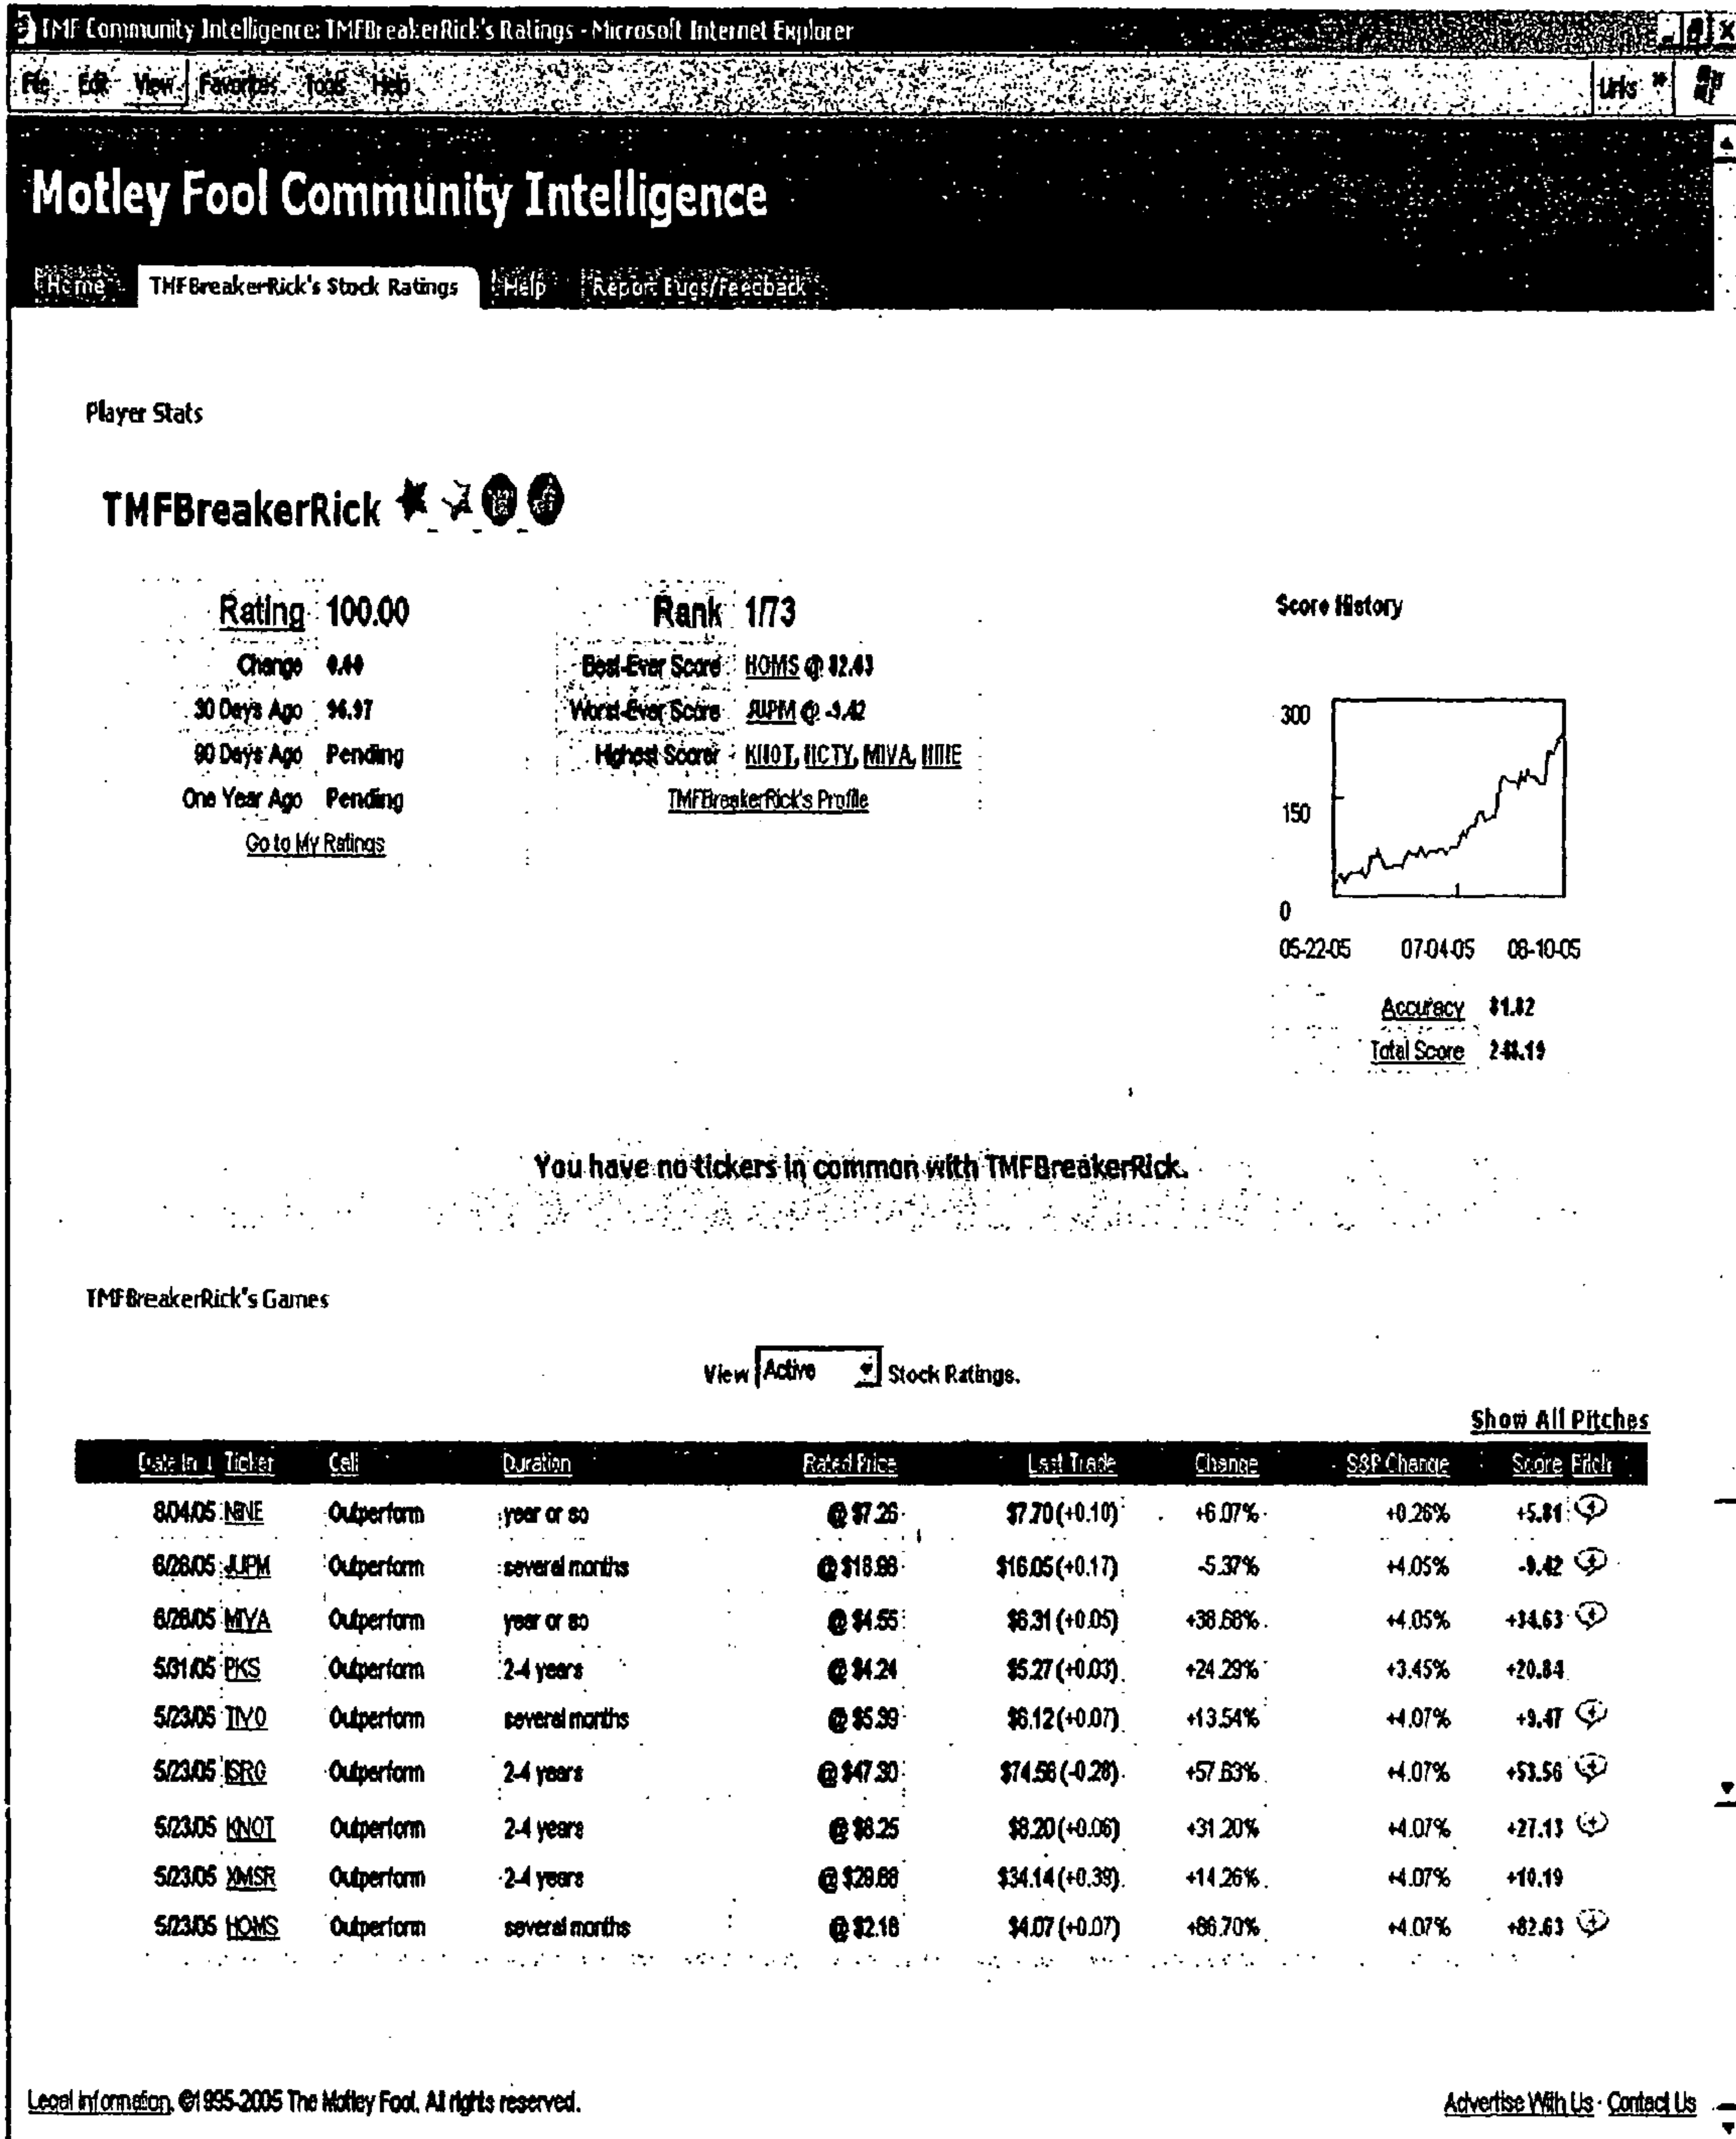 TMF Community Intelligence: TMFBreakerRick's Ratings - Microsoft Internet Explorer
File Edit View Favorites Tools Help Links »
Motley Fool Community Intelligence
Home TMFBreakerRick's Stock Ratings Help Report Bugs/Feedback
Player Stats
TMFBreakerRick
Rating 100.00 Rank 1/73 Score History
Change 0.00 Best-Ever Score HOMS @ 82.63
30 Days Ago 96.97 Worst-Ever Score JUPM @ -9.42
90 Days Ago Pending Highest Scorer KNOT, NCTY, MIVA, NINE
One Year Ago Pending TMFBreakerRick's Profile
Go to My Ratings
300
150
0
05-22-05 07-04-05 08-10-05
Accuracy 81.82
Total Score
You have no tickers in common with TMFBreakerRick.
TMFBreakerRick's Games
View Active Stock Ratings.
Show All Pitches
Date In ↓ Ticker Call Duration Rated Price Last Trade Change S&P Change Score Pitch
8/04/05 NINE Outperform year or so @ $7.26 $7.70 (+0.10) +6.07% +0.26% +5.81
6/28/05 JUPM Outperform several months $16.05 (+0.17) -5.37% +4.05% -9.42
6/28/05 MIVA Outperform year or so @ $4.55 $6.31 (+0.05) +38.68% +4.05% +34.63
5/31/05 PKS Outperform 2-4 years @ $4.24 $5.27 (+0.03) +24.29% +3.45% +20.84
5/23/05 TIVO Outperform several months @ $5.39 $6.12 (+0.07) +13.54% +4.07% +9.47
5/23/05 ISRG Outperform 2-4 years @ $47.30 $74.56 (-0.28) +57.63% +4.07% +53.56
5/23/05 KNOT Outperform 2-4 years @ $6.25 $8.20 (+0.06) +31.20% +4.07% +27.13
5/23/05 XMSR Outperform 2-4 years @ $29.88 $34.14 (+0.39) +14.26% +4.07% +10.19
5/23/05 HOMS Outperform several months @ $2.18 $4.07 (+0.07) +86.70% +4.07% +82.63
Legal Information. ©1995-2005 The Motley Fool. All rights reserved. Advertise With Us · Contact Us